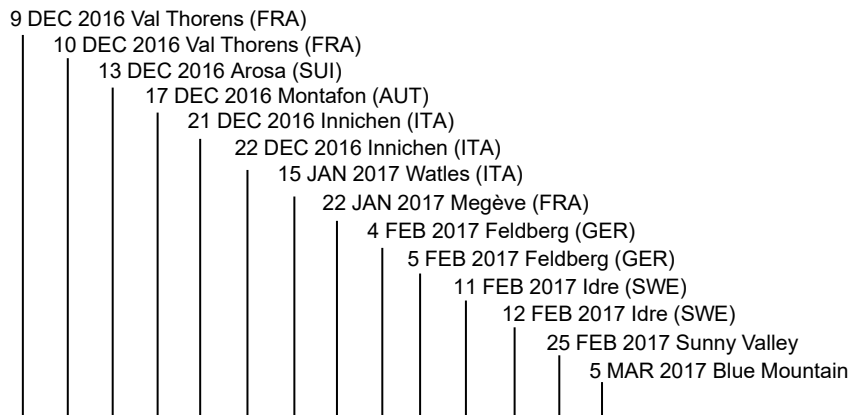 9 DEC 2016 Val Thorens (FRA)
10 DEC 2016 Val Thorens (FRA)
13 DEC 2016 Arosa (SUI)
17 DEC 2016 Montafon (AUT)
21 DEC 2016 Innichen (ITA)
22 DEC 2016 Innichen (ITA)
15 JAN 2017 Watles (ITA)
22 JAN 2017 Megève (FRA)
4 FEB 2017 Feldberg (GER)
5 FEB 2017 Feldberg (GER)
11 FEB 2017 Idre (SWE)
12 FEB 2017 Idre (SWE)
25 FEB 2017 Sunny Valley
5 MAR 2017 Blue Mountain